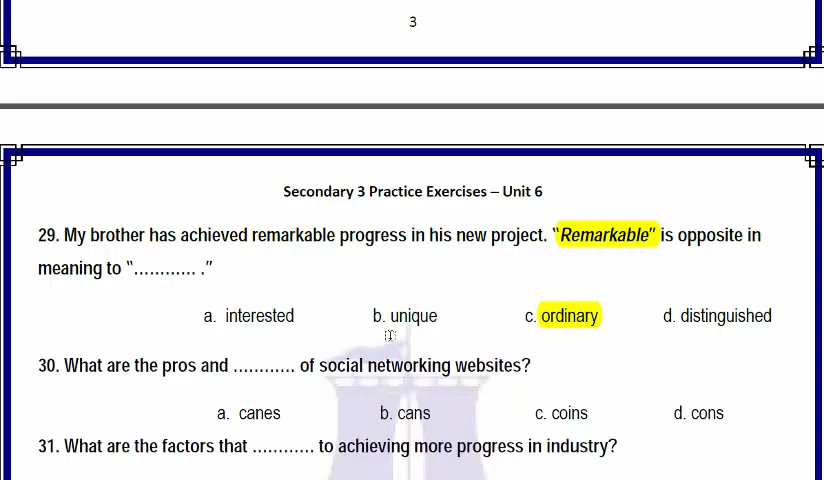 3
Secondary 3 Practice Exercises – Unit 6
29. My brother has achieved remarkable progress in his new project. "Remarkable" is opposite in
meaning to "............ ."
a. interested b. unique c. ordinary d. distinguished
30. What are the pros and ............ of social networking websites?
a. canes b. cans c. coins d. cons
31. What are the factors that ............ to achieving more progress in industry?